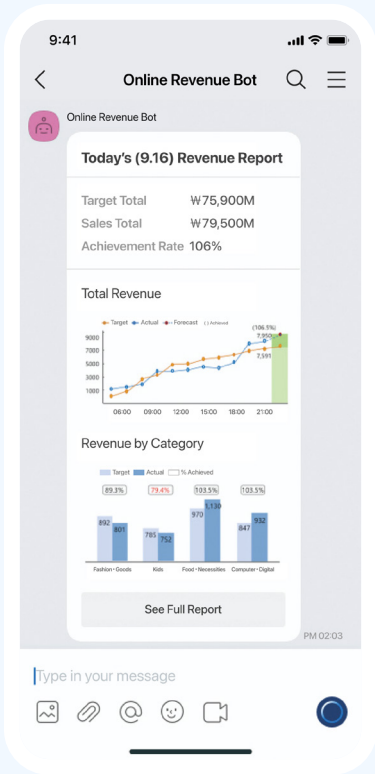 9:41
Online Revenue Bot
Online Revenue Bot
Today's (9.16) Revenue Report
Target Total ₩75,900M
Sales Total ₩79,500M
Achievement Rate 106%
Total Revenue
Target Actual Forecast ( ) Achieved
(106.5%)
9000
7,950
7000
7,591
5000
3000
1000
06:00 09:00 12:00 15:00 18:00 21:00
Revenue by Category
Target Actual % Achieved
89.3% 79.4% 103.5% 103.5%
892 801 785 752 970 1,130 847 932
Fashion・Goods Kids Food・Necessities Computer・Digital
See Full Report
PM 02:03
Type in your message